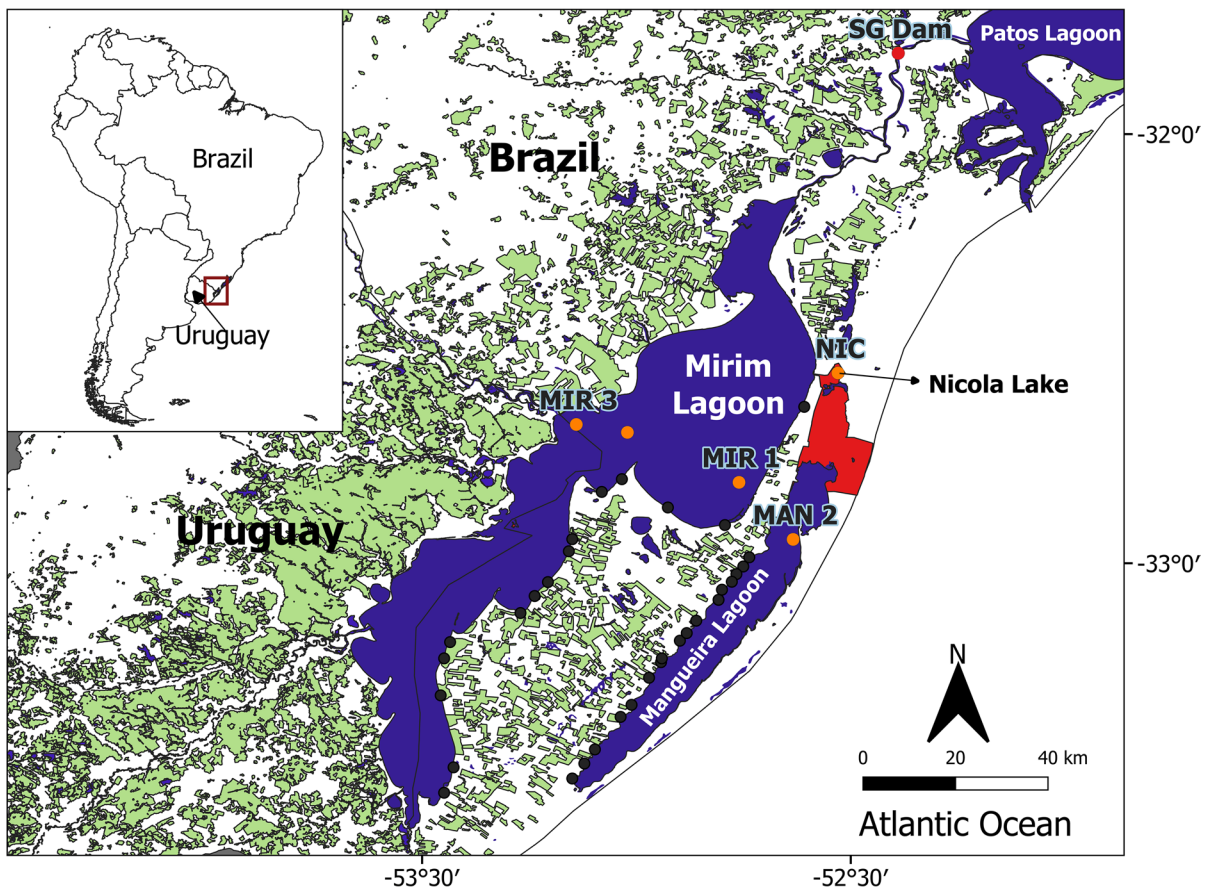 SG Dam
Patos Lagoon
-32°0′
Brazil
Brazil
Uruguay
NIC
Nicola Lake
Mirim
Lagoon
MIR 3
MIR 1
MAN 2
Uruguay
-33°0′
Mangueira Lagoon
N
0 20 40 km
Atlantic Ocean
-53°30′
-52°30′